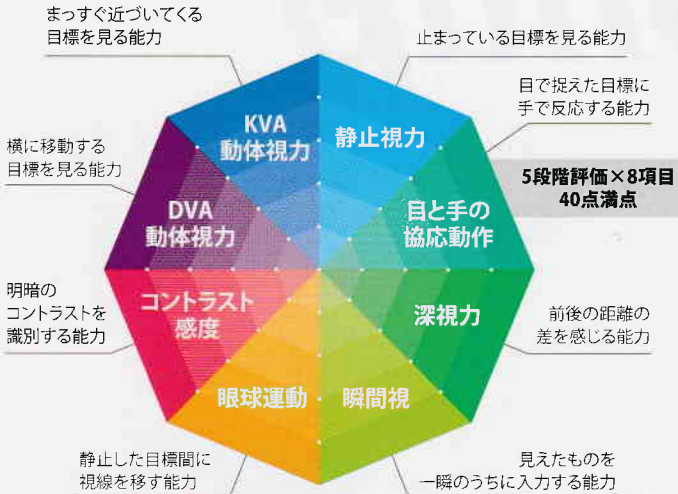 まっすぐ近づいてくる
目標を見る能力
止まっている目標を見る能力
目で捉えた目標に
手で反応する能力
横に移動する
目標を見る能力
5段階評価×8項目
40点満点
KVA
動体視力
静止視力
DVA
動体視力
目と手の
協応動作
明暗の
コントラストを
識別する能力
コントラスト
感度
深視力
前後の距離の
差を感じる能力
眼球運動
瞬間視
静止した目標間に
視線を移す能力
見えたものを
一瞬のうちに入力する能力